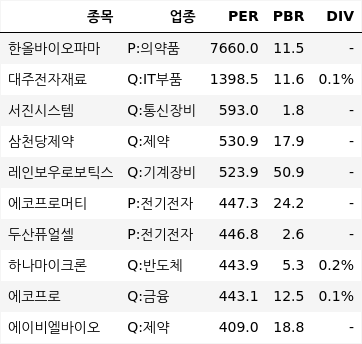 종목 업종 PER PBR DIV
한올바이오파마 P:의약품 7660.0 11.5 -
대주전자재료 Q:IT부품 1398.5 11.6 0.1%
서진시스템 Q:통신장비 593.0 1.8 -
삼천당제약 Q:제약 530.9 17.9 -
레인보우로보틱스 Q:기계장비 523.9 50.9 -
에코프로머티 P:전기전자 447.3 24.2 -
두산퓨얼셀 P:전기전자 446.8 2.6 -
하나마이크론 Q:반도체 443.9 5.3 0.2%
에코프로 Q:금융 443.1 12.5 0.1%
에이비엘바이오 Q:제약 409.0 18.8 -